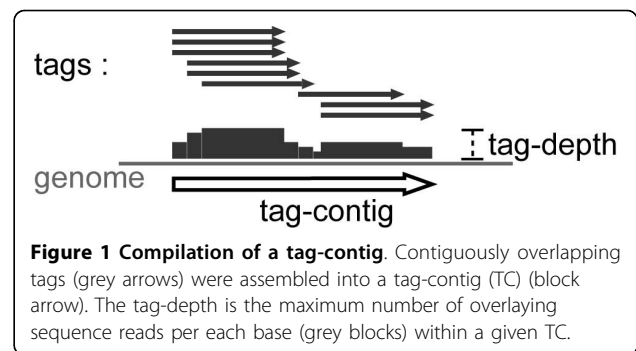 tags :
tag-depth
genome
tag-contig
Figure 1 Compilation of a tag-contig. Contiguously overlapping
tags (grey arrows) were assembled into a tag-contig (TC) (block
arrow). The tag-depth is the maximum number of overlaying
sequence reads per each base (grey blocks) within a given TC.